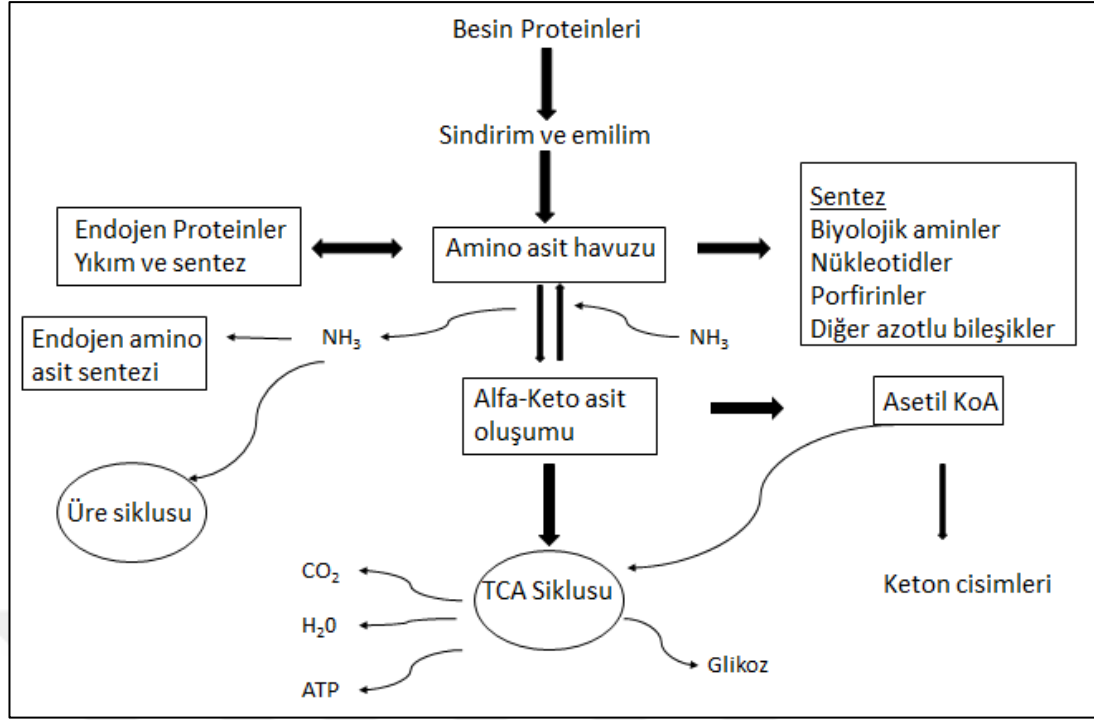 Besin Proteinleri
Sindirim ve emilim
Endojen Proteinler
Yıkım ve sentez
Amino asit havuzu
Sentez
Biyolojik aminler
Nükleotidler
Porfirinler
Diğer azotlu bileşikler
Endojen amino
asit sentezi
NH₃
NH₃
Alfa-Keto asit
oluşumu
Asetil KoA
Üre siklusu
TCA Siklusu
Keton cisimleri
CO₂
H₂0
ATP
Glikoz